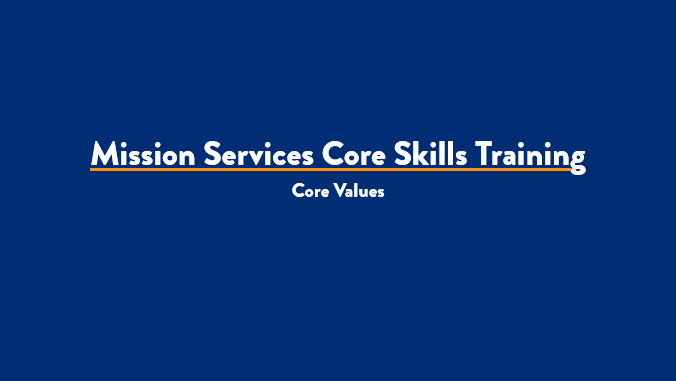 Mission Services Core Skills Training
Core Values